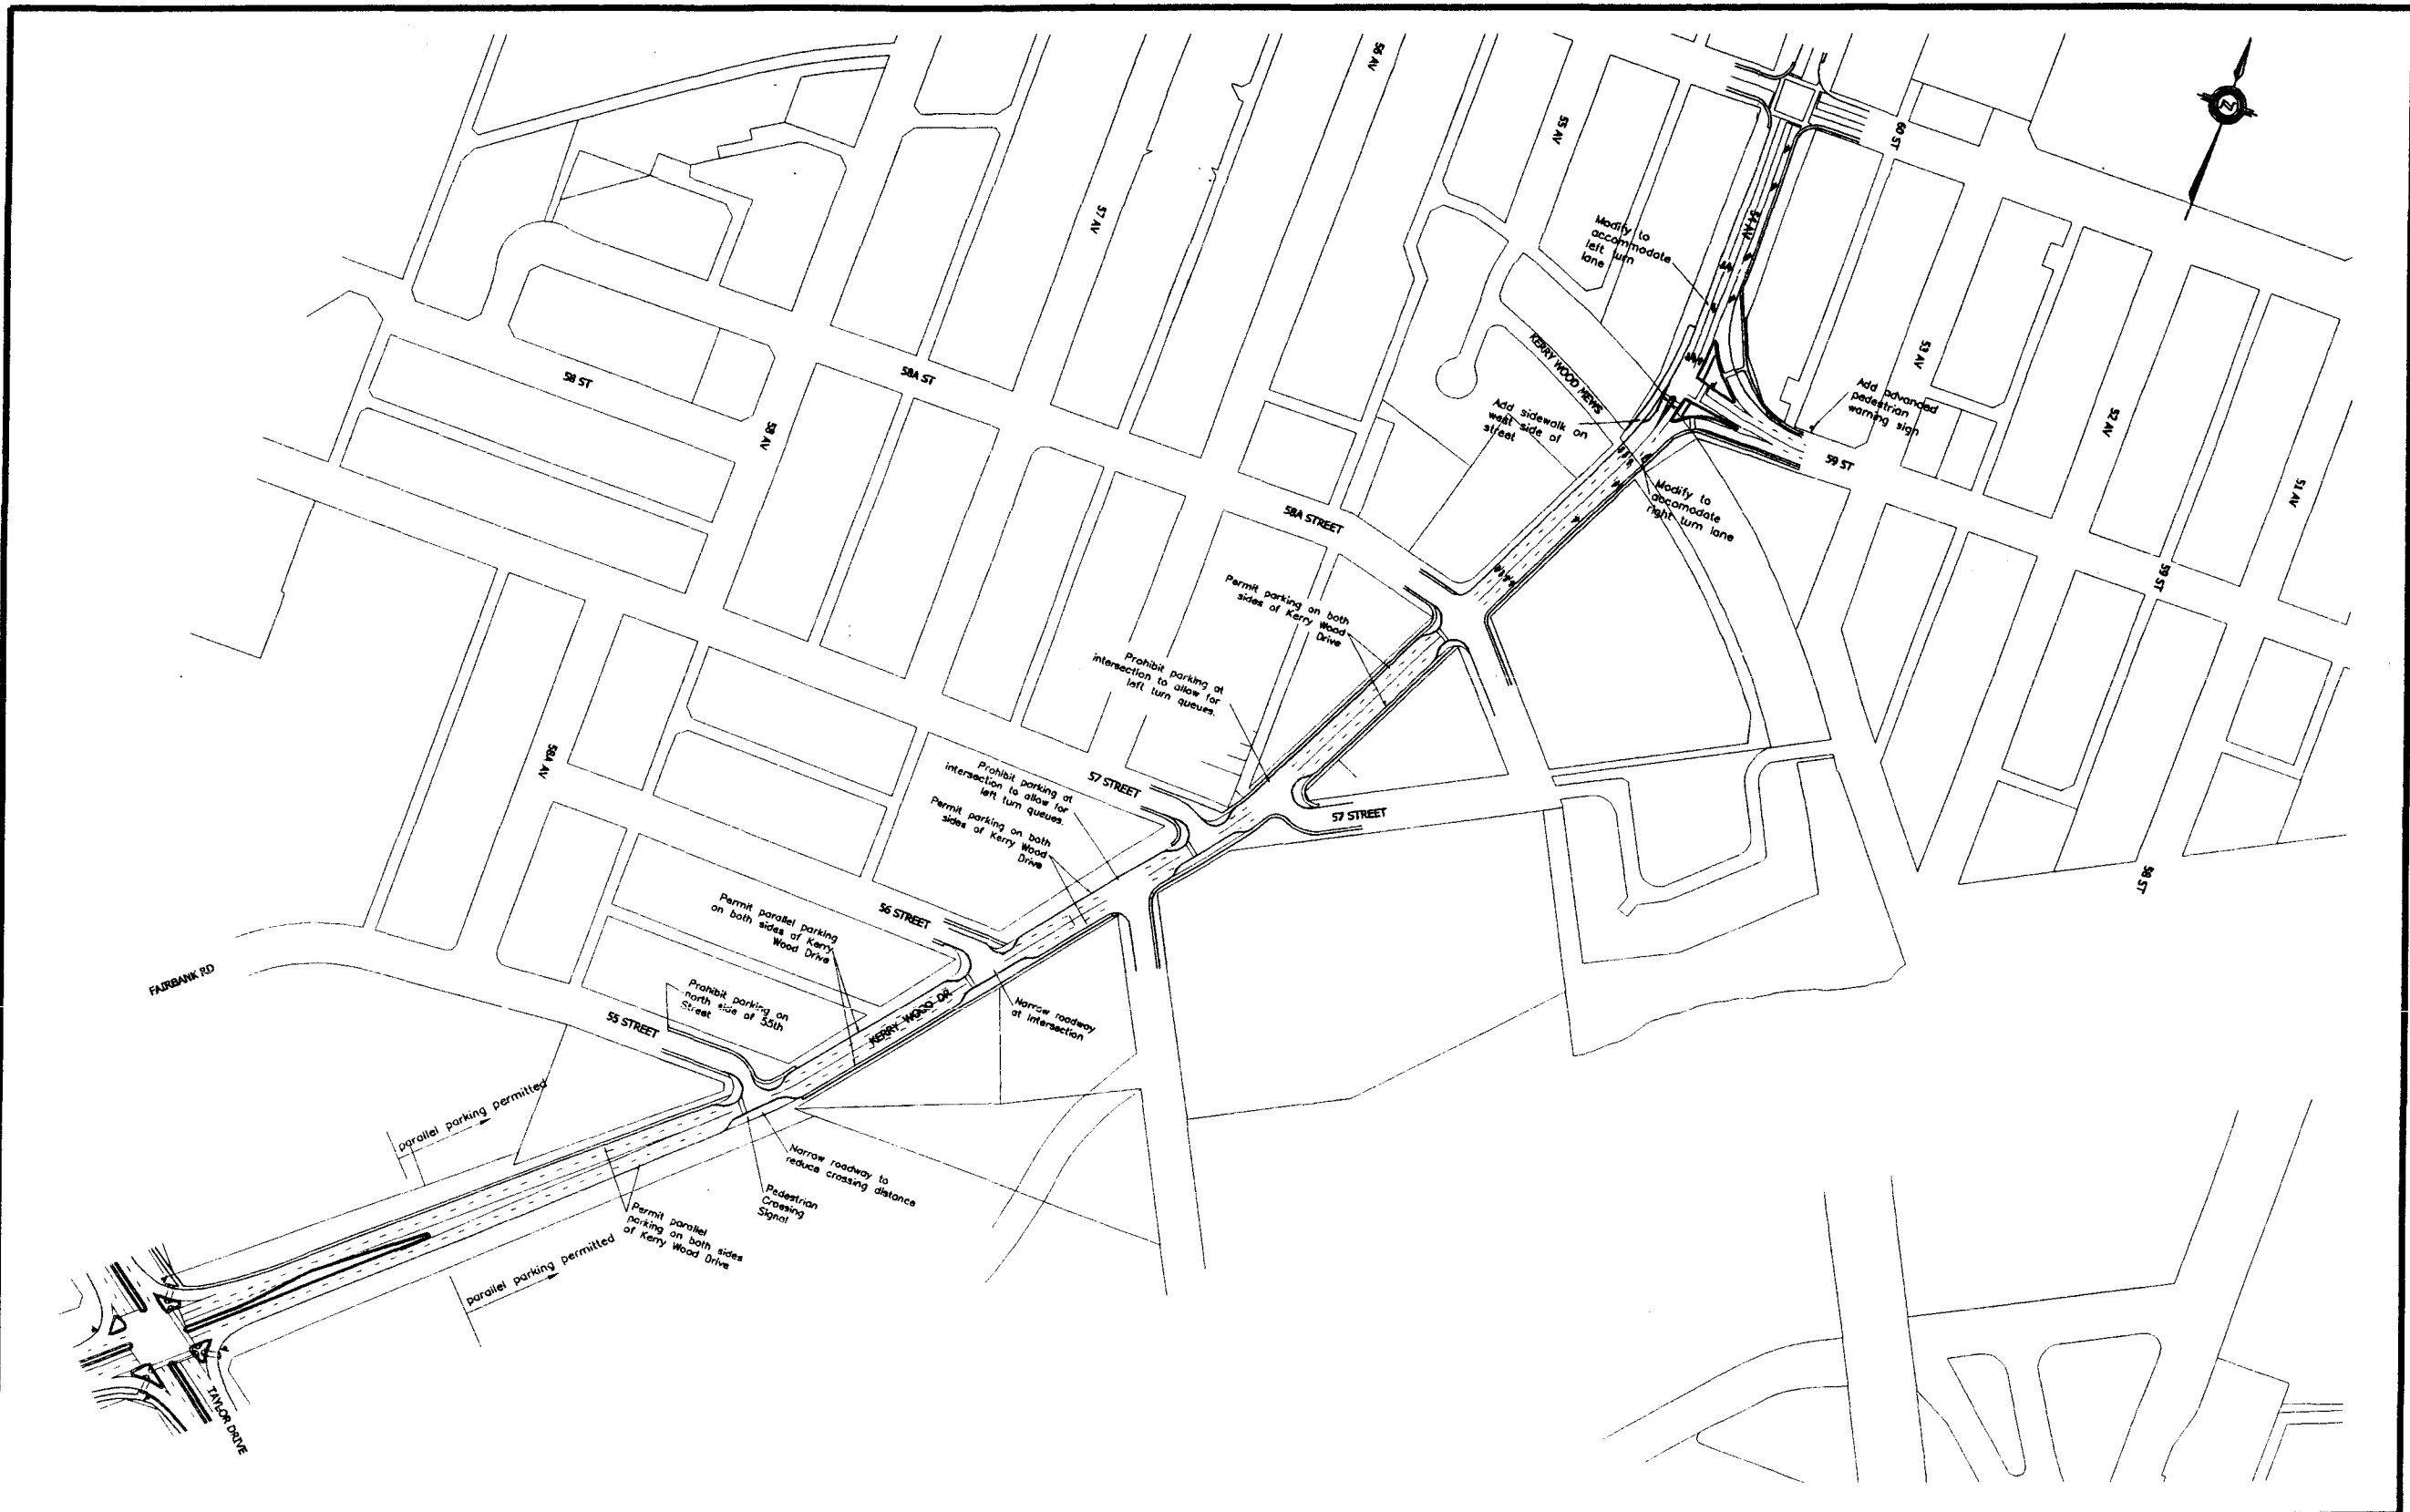 56 AV
55 AV
60 ST
57 AV
54 AV
Modify to
accommodate
left turn
lane
53 AV
52 AV
51 AV
KERRY WOOD MEWS
58 ST
58A ST
58 AV
Add advanced
pedestrian
warning sign
Add sidewalk on
west side of
street
59 ST
Modify to
accomodate
right turn lane
58A STREET
59 ST
Permit parking on both
sides of Kerry Wood
Drive
Prohibit parking at
intersection to allow for
left turn queues.
58A AV
57 STREET
Prohibit parking at
intersection to allow for
left turn queues.
57 STREET
Permit parking on both
sides of Kerry Wood
Drive
58 ST
56 STREET
Permit parallel parking
on both sides of Kerry
Wood Drive
FAIRBANK RD
Prohibit parking on
north side of 55th
Street
KERRY WOOD DR
Narrow roadway
at intersection
55 STREET
parallel parking permitted
Narrow roadway to
reduce crossing distance
Pedestrian
Crossing
Signal
Permit parallel
parking on both sides
of Kerry Wood Drive
parallel parking permitted
TAYLOR DRIVE